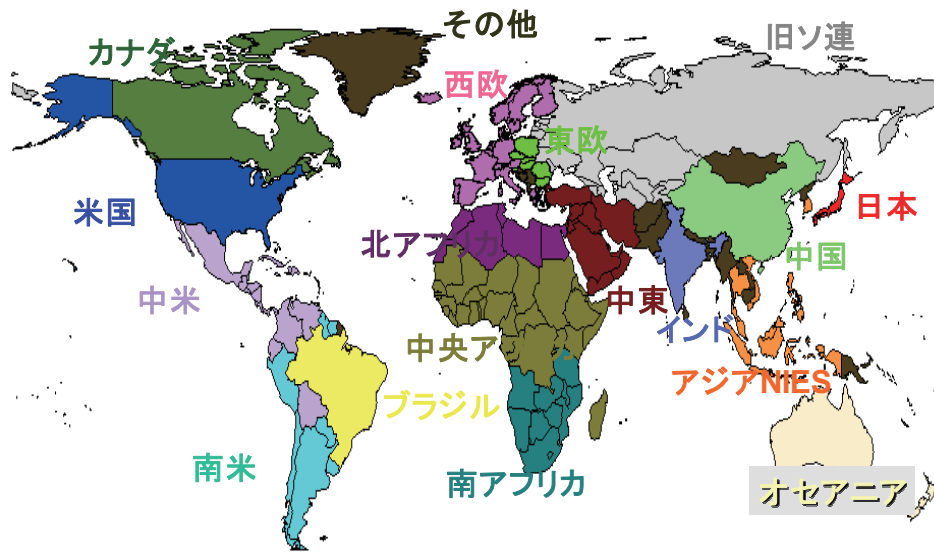 その他
旧ソ連
カナダ
西欧
東欧
米国
日本
北アフリカ
中国
中米
中東
インド
中央アフリカ
アジアNIES
ブラジル
南米
南アフリカ
オセアニア